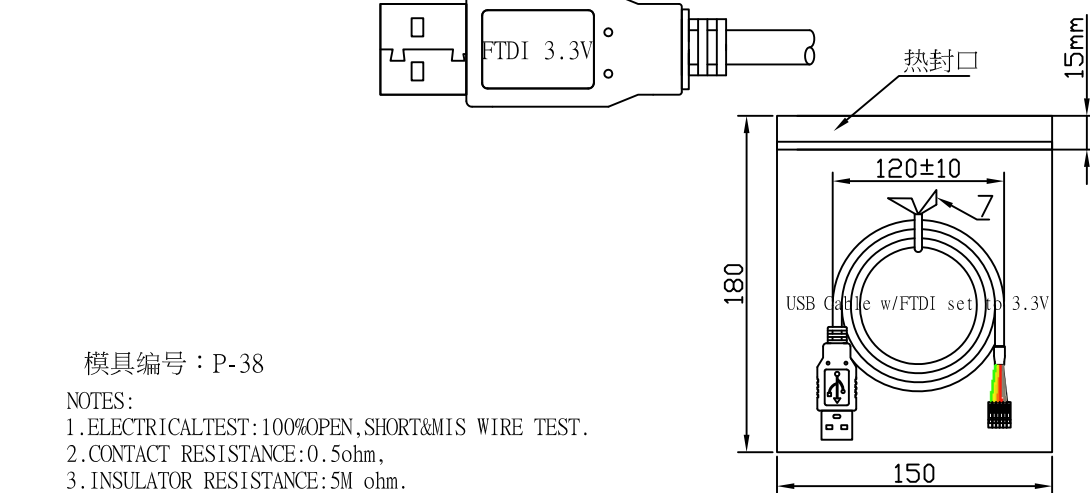 FTDI 3.3V
热封口
15mm
120±10
7
180
USB Cable w/FTDI set to 3.3V
150
模具编号：P-38
NOTES:
1.ELECTRICALTEST:100%OPEN,SHORT&MIS WIRE TEST.
2.CONTACT RESISTANCE:0.5ohm,
3.INSULATOR RESISTANCE:5M ohm.